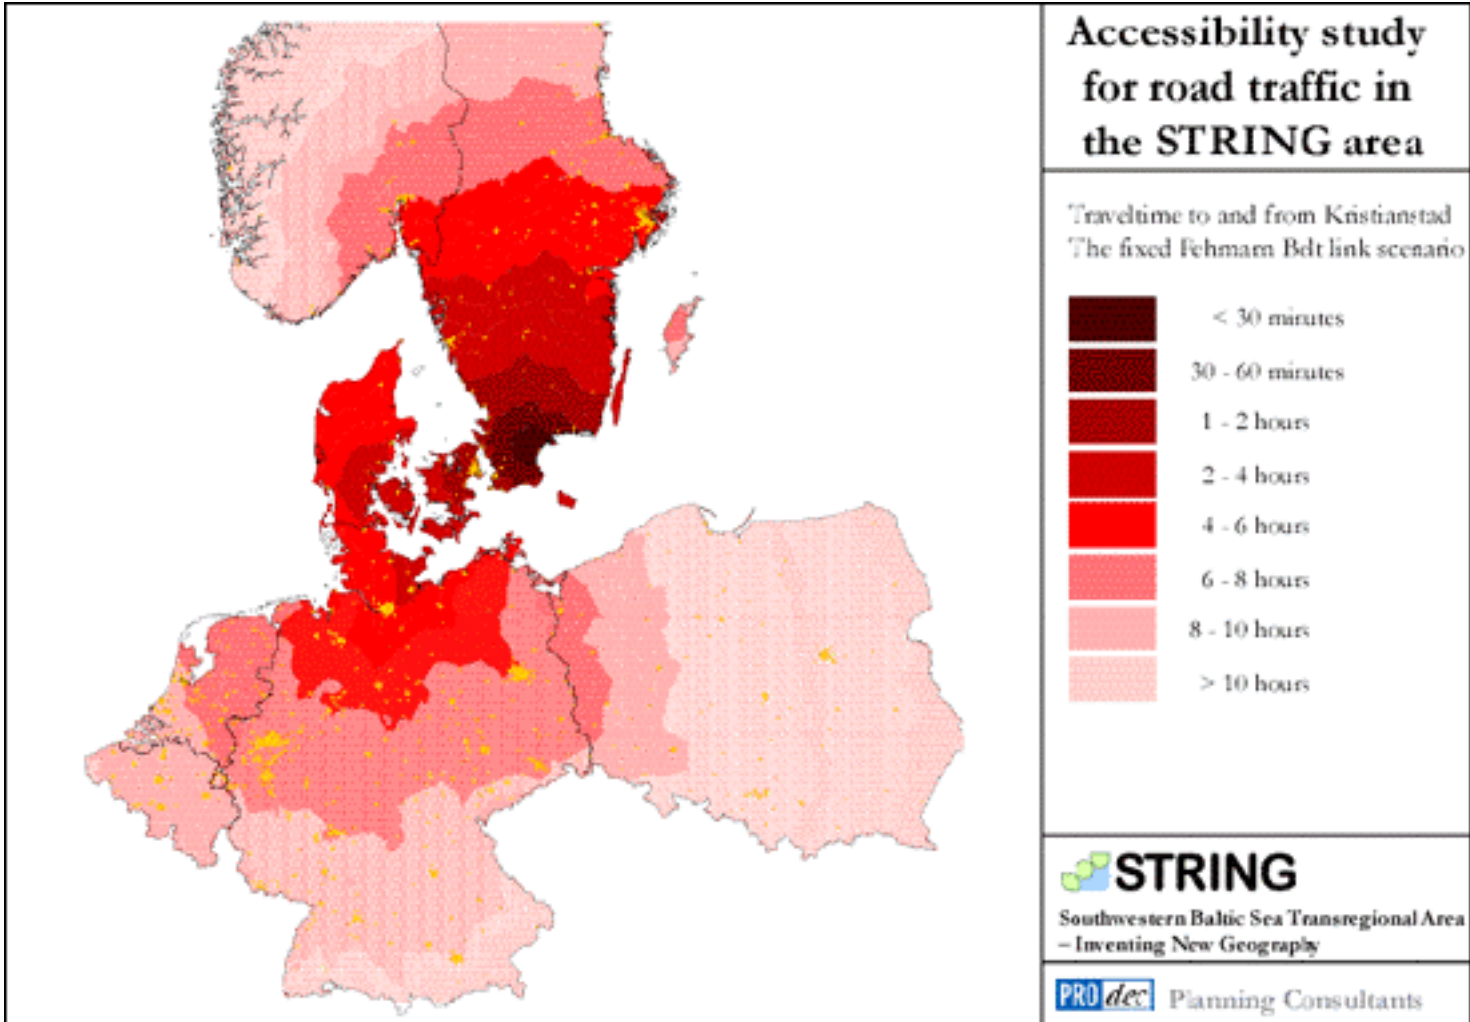 Accessibility study
for road traffic in
the STRING area
Traveltime to and from Kristianstad
The fixed Fehmarn Belt link scenario
< 30 minutes
30 - 60 minutes
1 - 2 hours
2 - 4 hours
4 - 6 hours
6 - 8 hours
8 - 10 hours
> 10 hours
STRING
Southwestern Baltic Sea Transregional Area
– Inventing New Geography
PROdec Planning Consultants